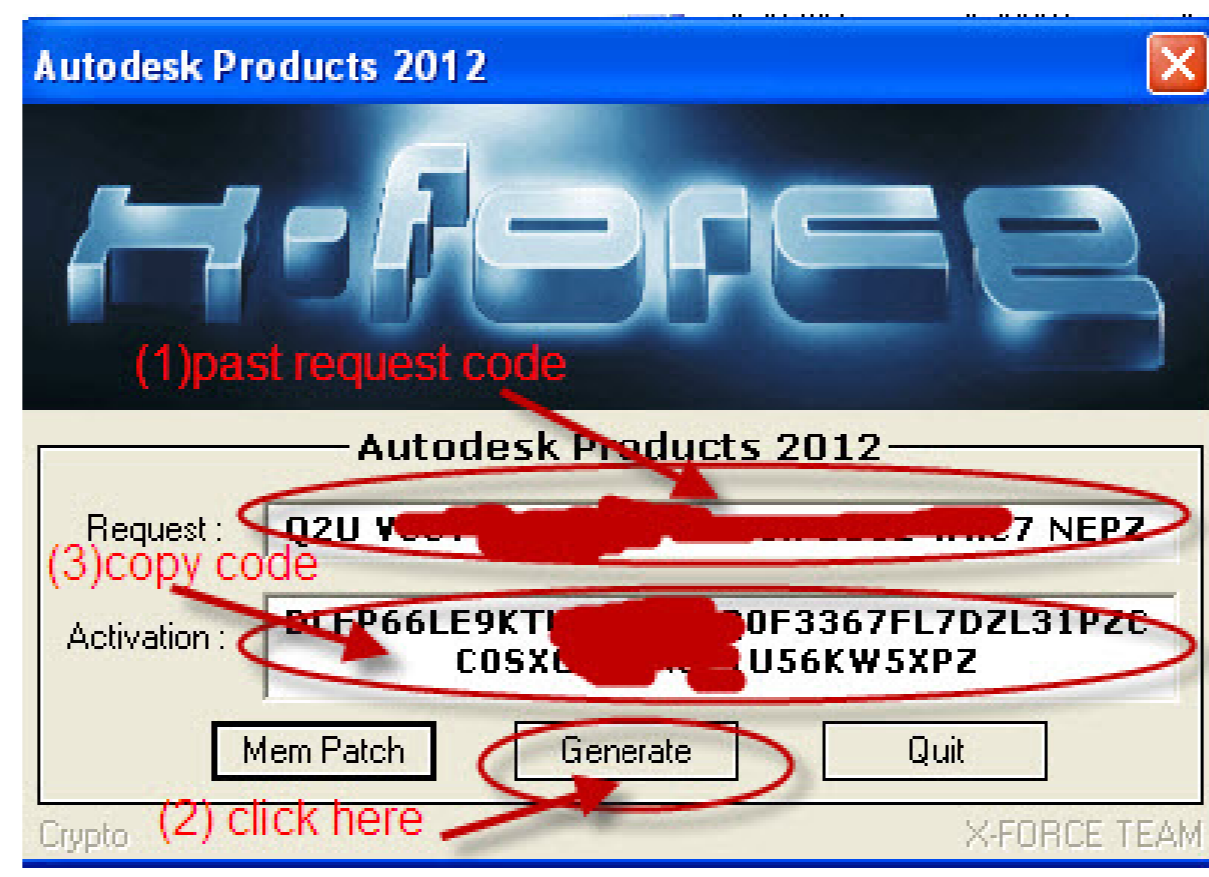 Autodesk Products 2012
x-force
(1)past request code
Autodesk Products 2012
Request : Q2U NEPZ
(3)copy code
Activation :
U56KW5XPZ
Mem Patch Generate Quit
(2) click here
Crypto X-FORCE TEAM